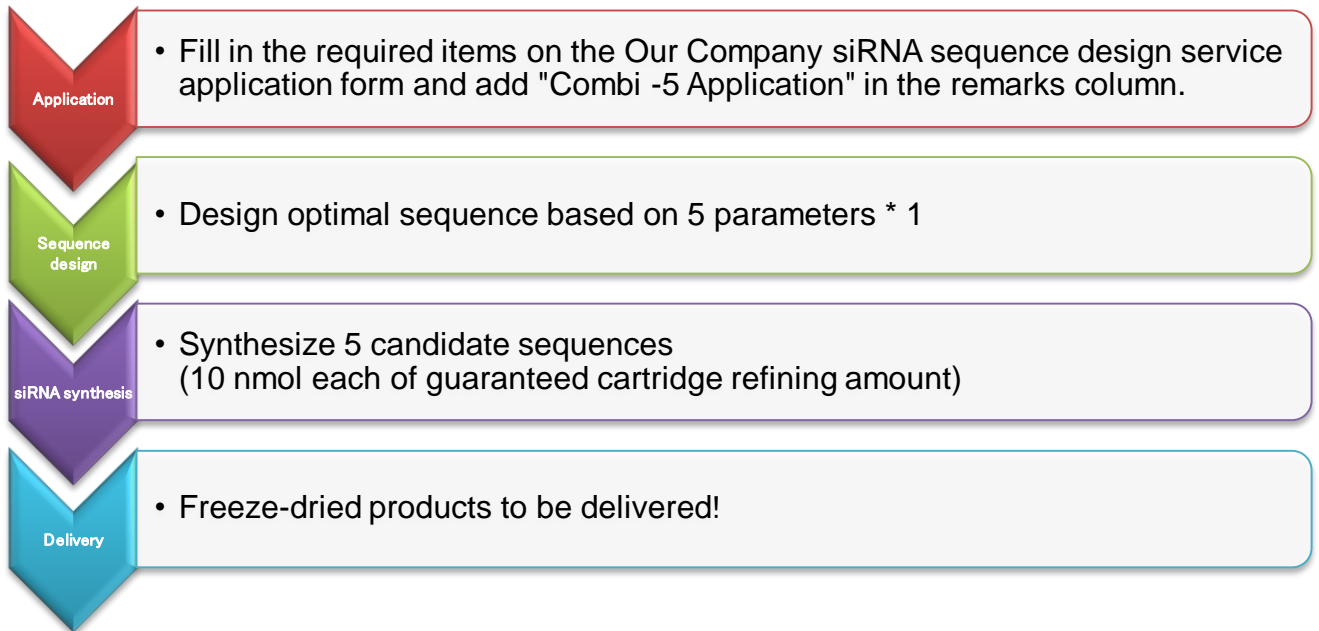 Application
• Fill in the required items on the Our Company siRNA sequence design service
application form and add "Combi -5 Application" in the remarks column.
Sequence
design
• Design optimal sequence based on 5 parameters * 1
siRNA synthesis
• Synthesize 5 candidate sequences
(10 nmol each of guaranteed cartridge refining amount)
Delivery
• Freeze-dried products to be delivered!